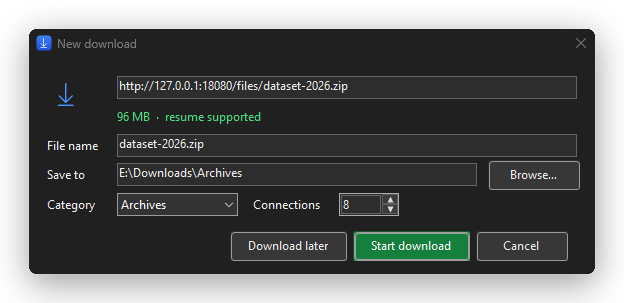 New download
http://127.0.0.1:18080/files/dataset-2026.zip
96 MB · resume supported
File name dataset-2026.zip
Save to E:\Downloads\Archives Browse...
Category Archives Connections 8
Download later Start download Cancel